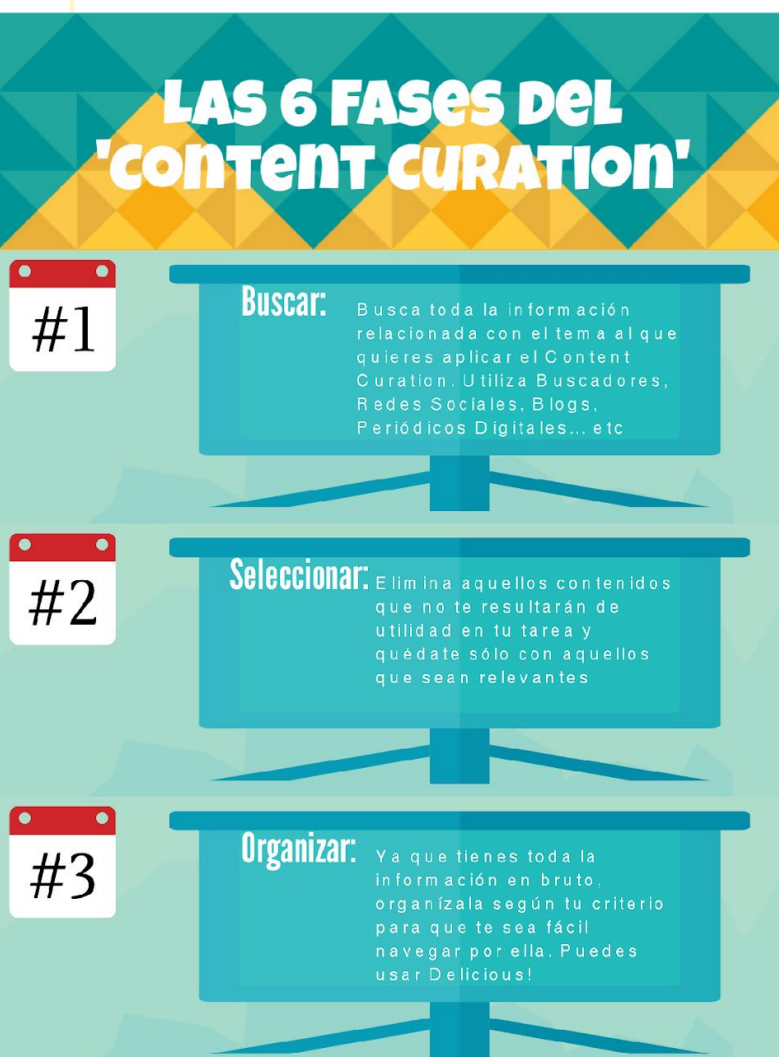 LAS 6 FASES DEL
'CONTENT CURATION'
#1
Buscar:
Busca toda la información
relacionada con el tema al que
quieres aplicar el Content
Curation. Utiliza Buscadores,
Redes Sociales, Blogs,
Periódicos Digitales... etc
#2
Seleccionar:
Elimina aquellos contenidos
que no te resultarán de
utilidad en tu tarea y
quédate sólo con aquellos
que sean relevantes
#3
Organizar:
Ya que tienes toda la
información en bruto,
organízala según tu criterio
para que te sea fácil
navegar por ella. Puedes
usar Delicious!